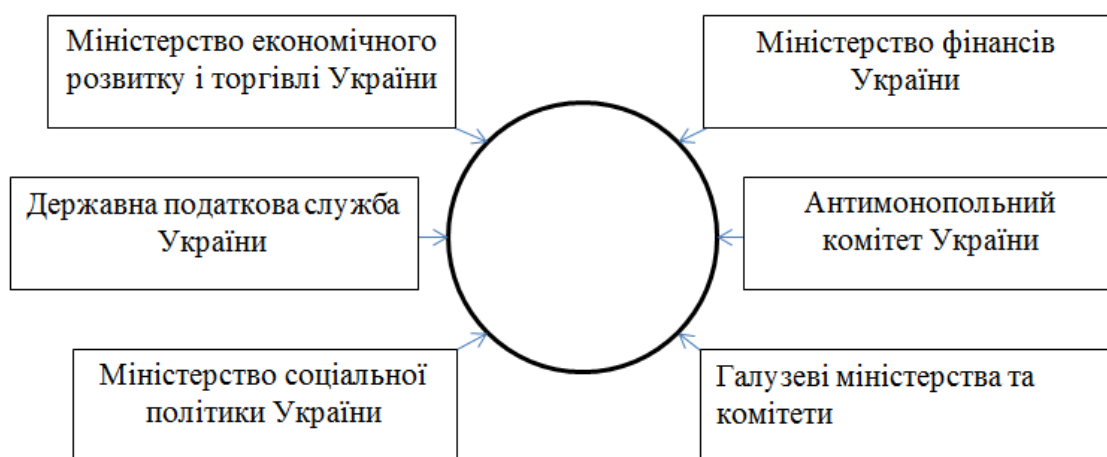 Міністерство економічного
розвитку і торгівлі України
Міністерство фінансів
України
Державна податкова служба
України
Антимонопольний
комітет України
Міністерство соціальної
політики України
Галузеві міністерства та
комітети